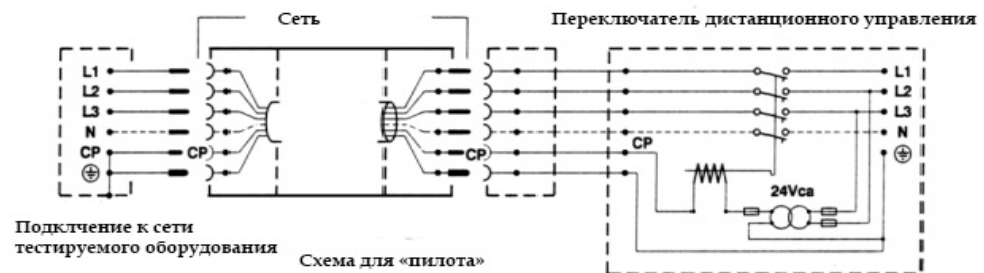 Сеть
Переключатель дистанционного управления
L1
L2
L3
N
CP
CP
CP
CP
24Vca
L1
L2
L3
N
Подклчение к сети
тестируемого оборудования
Схема для «пилота»